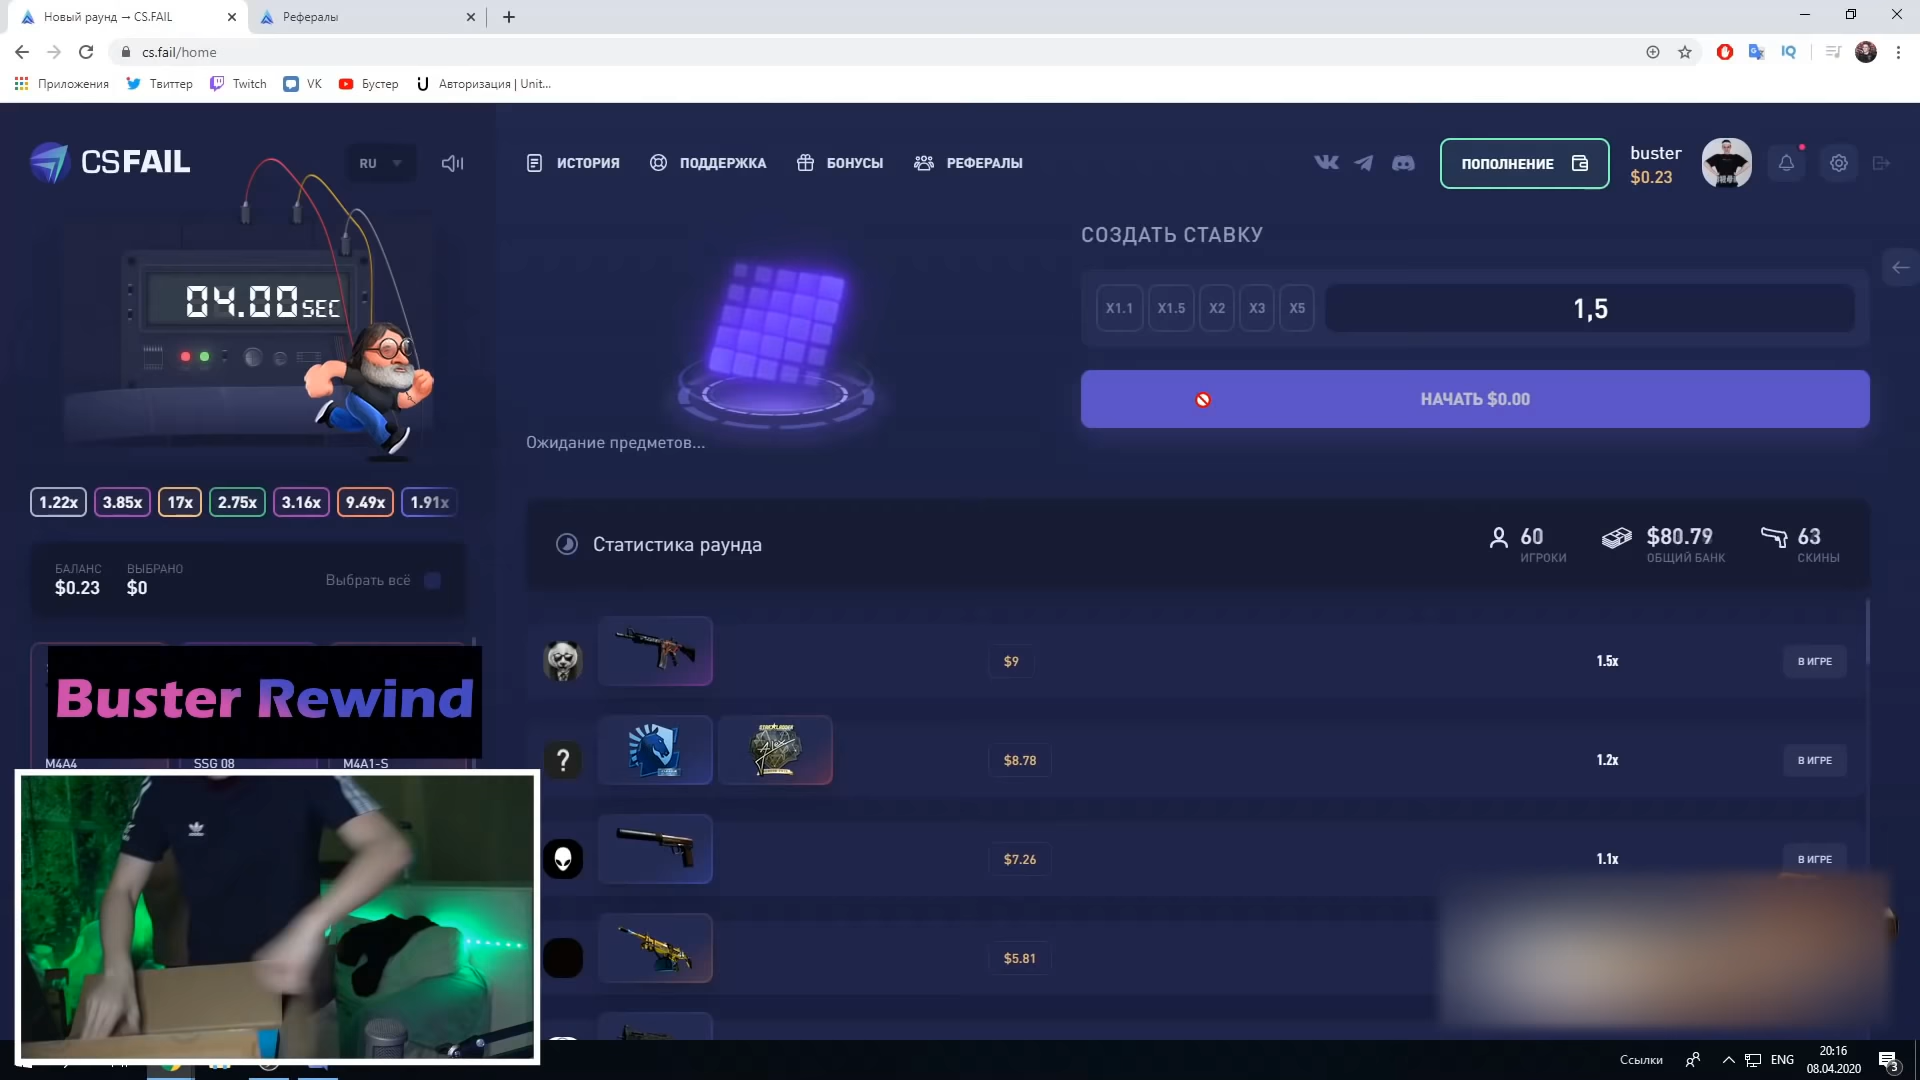 Новый раунд → CS.FAIL
Рефералы
cs.fail/home
Приложения
Твиттер
Twitch
VK
Бустер
Авторизация | Unit...
CSFAIL
RU
ИСТОРИЯ
ПОДДЕРЖКА
БОНУСЫ
РЕФЕРАЛЫ
ПОПОЛНЕНИЕ
buster
$0.23
04.00 SEC
СОЗДАТЬ СТАВКУ
X1.1
X1.5
X2
X3
X5
1,5
НАЧАТЬ $0.00
Ожидание предметов...
1.22x
3.85x
17x
2.75x
3.16x
9.49x
1.91x
Статистика раунда
60
ИГРОКИ
$80.79
ОБЩИЙ БАНК
63
СКИНЫ
БАЛАНС
$0.23
ВЫБРАНО
$0
Выбрать всё
$9
1.5x
В ИГРЕ
Buster Rewind
M4A4
SSG 08
M4A1-S
?
$8.78
1.2x
В ИГРЕ
$7.26
1.1x
В ИГРЕ
$5.81
Ссылки
ENG
20:16
08.04.2020
3